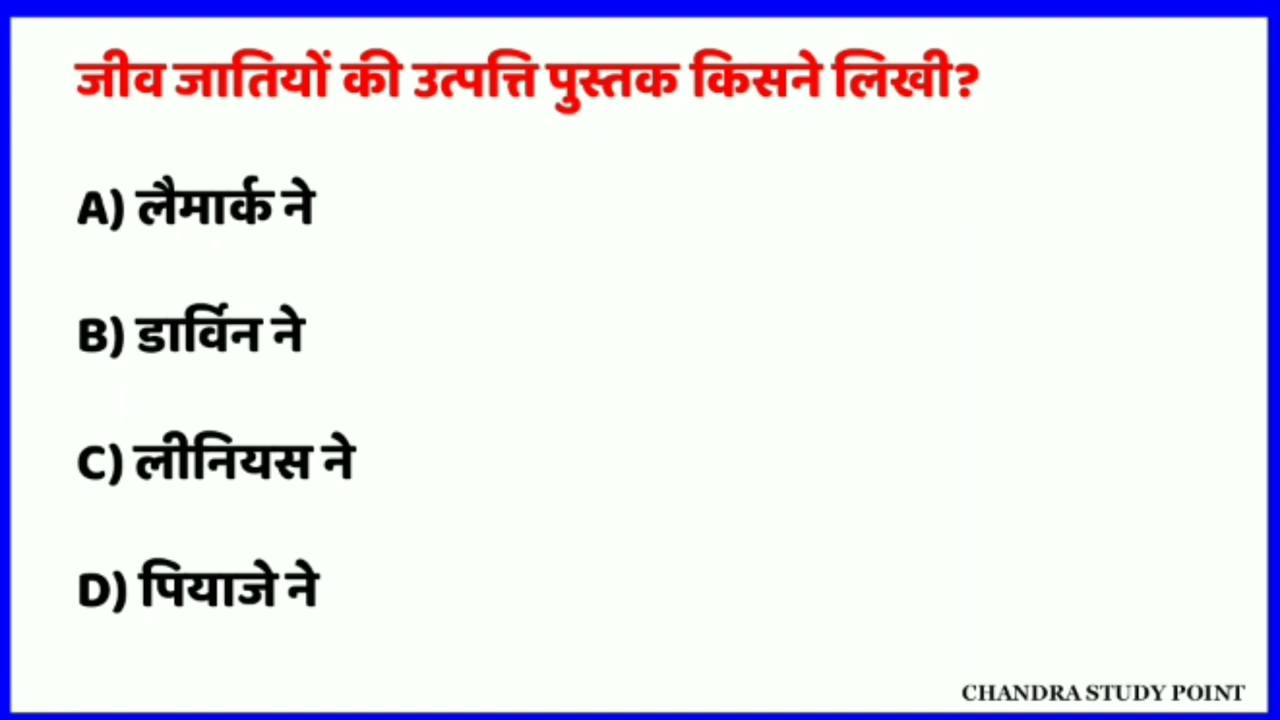 जीव जातियों की उत्पत्ति पुस्तक किसने लिखी?
A) लैमार्क ने
B) डार्विन ने
C) लीनियस ने
D) पियाजे ने
CHANDRA STUDY POINT